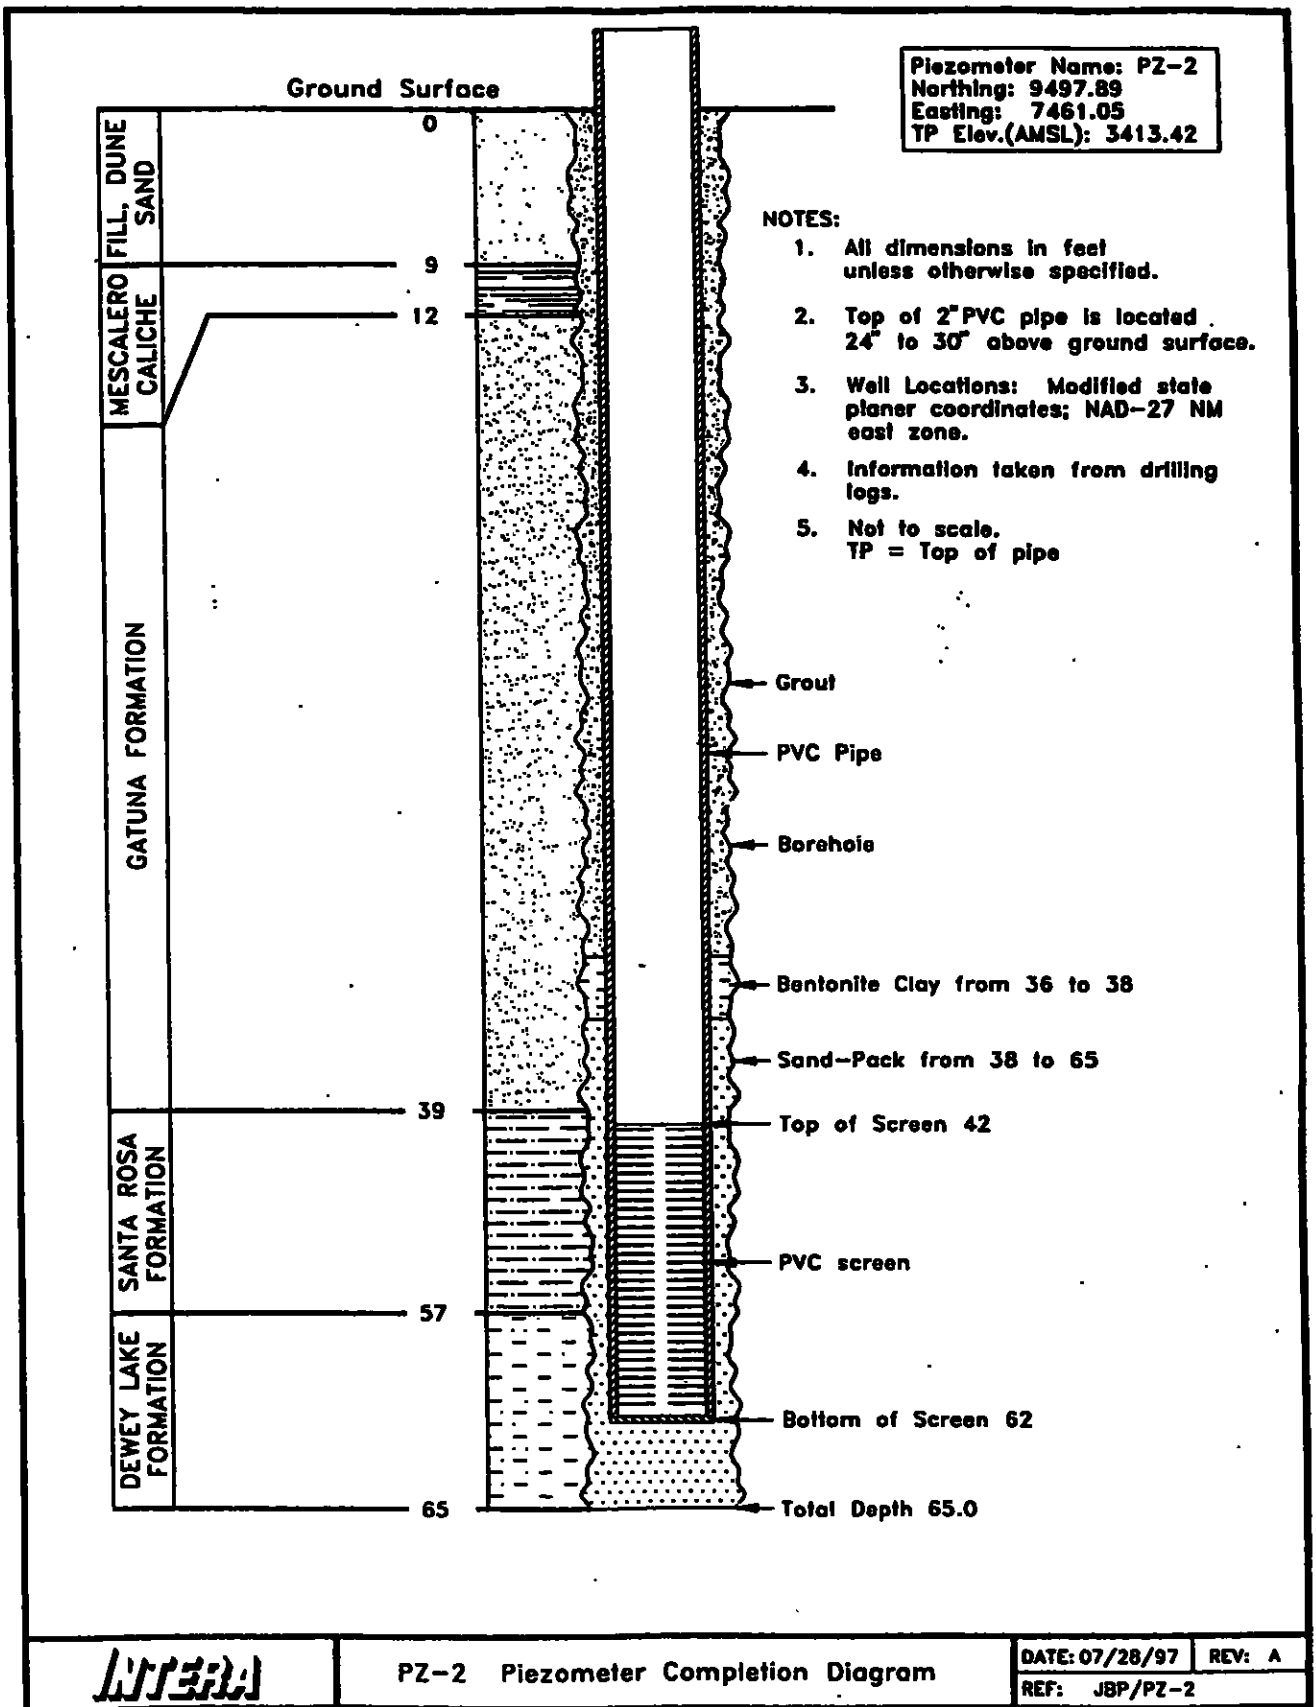 Piezometer Name: PZ-2
Northing: 9497.89
Easting: 7461.05
TP Elev.(AMSL): 3413.42
Ground Surface
0
FILL, DUNE
SAND
9
MESCALERO
CALICHE
12
NOTES:
1. All dimensions in feet
unless otherwise specified.
2. Top of 2" PVC pipe is located
24" to 30" above ground surface.
3. Well Locations: Modified state
planer coordinates; NAD-27 NM
east zone.
4. Information taken from drilling
logs.
5. Not to scale.
TP = Top of pipe
GATUNA FORMATION
Grout
PVC Pipe
Borehole
Bentonite Clay from 36 to 38
Sand-Pack from 38 to 65
39
Top of Screen 42
SANTA ROSA
FORMATION
PVC screen
57
DEWEY LAKE
FORMATION
Bottom of Screen 62
65
Total Depth 65.0
INTERA
PZ-2 Piezometer Completion Diagram
DATE: 07/28/97
REV: A
REF: JBP/PZ-2